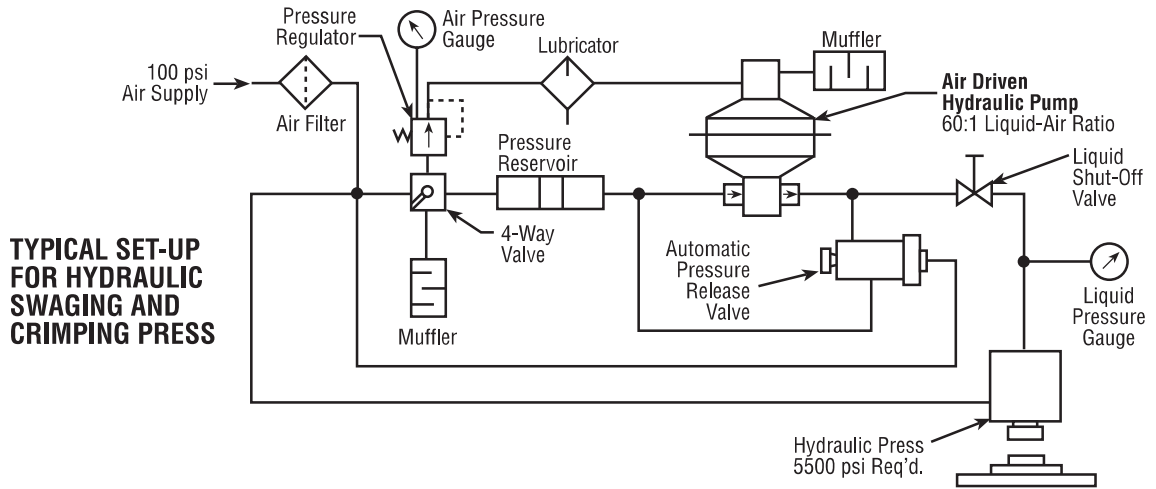 Pressure
Regulator
Air Pressure
Gauge
Lubricator
Muffler
100 psi
Air Supply
Air Filter
Air Driven
Hydraulic Pump
60:1 Liquid-Air Ratio
Pressure
Reservoir
Liquid
Shut-Off
Valve
4-Way
Valve
Automatic
Pressure
Release
Valve
TYPICAL SET-UP
FOR HYDRAULIC
SWAGING AND
CRIMPING PRESS
Muffler
Liquid
Pressure
Gauge
Hydraulic Press
5500 psi Req'd.